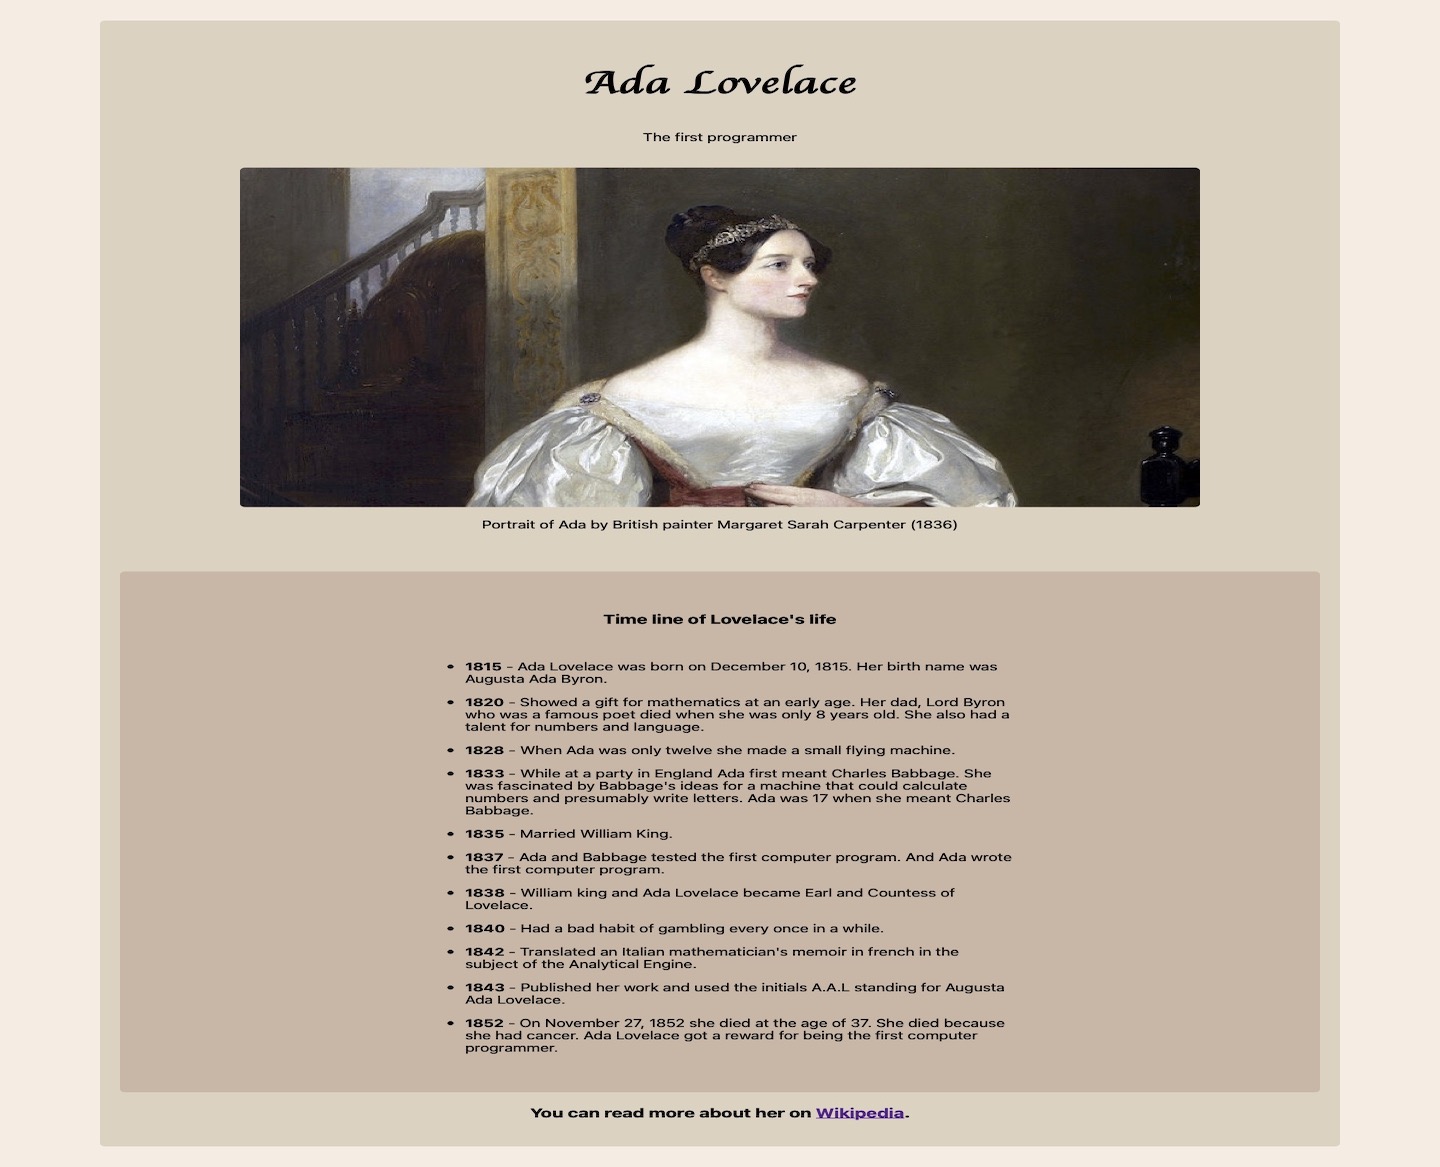 Ada Lovelace
The first programmer
Portrait of Ada by British painter Margaret Sarah Carpenter (1836)
Time line of Lovelace's life
• 1815 - Ada Lovelace was born on December 10, 1815. Her birth name was
Augusta Ada Byron.
• 1820 - Showed a gift for mathematics at an early age. Her dad, Lord Byron
who was a famous poet died when she was only 8 years old. She also had a
talent for numbers and language.
• 1828 - When Ada was only twelve she made a small flying machine.
• 1833 - While at a party in England Ada first meant Charles Babbage. She
was fascinated by Babbage's ideas for a machine that could calculate
numbers and presumably write letters. Ada was 17 when she meant Charles
Babbage.
• 1835 - Married William King.
• 1837 - Ada and Babbage tested the first computer program. And Ada wrote
the first computer program.
• 1838 - William king and Ada Lovelace became Earl and Countess of
Lovelace.
• 1840 - Had a bad habit of gambling every once in a while.
• 1842 - Translated an Italian mathematician's memoir in french in the
subject of the Analytical Engine.
• 1843 - Published her work and used the initials A.A.L standing for Augusta
Ada Lovelace.
• 1852 - On November 27, 1852 she died at the age of 37. She died because
she had cancer. Ada Lovelace got a reward for being the first computer
programmer.
You can read more about her on Wikipedia.